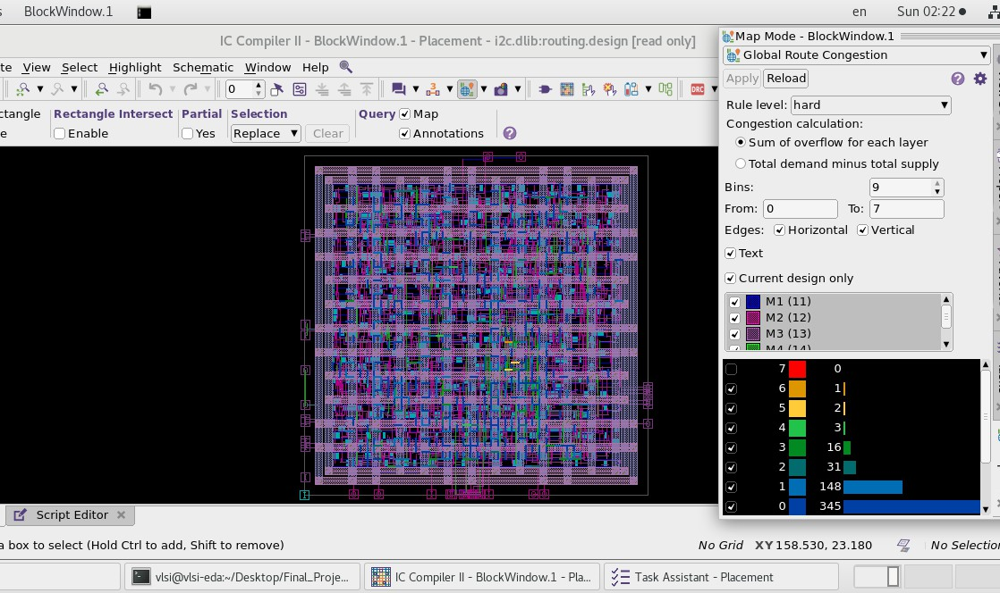 BlockWindow.1
en
Sun 02:22
IC Compiler II - BlockWindow.1 - Placement - i2c.dlib:routing.design [read only]
Map Mode - BlockWindow.1
te View Select Highlight Schematic Window Help
Global Route Congestion
Apply Reload
0
DRC
Rule level: hard
ctangle Rectangle Intersect Partial Selection Query Map
e Enable Yes Replace Clear Annotations
Congestion calculation:
Sum of overflow for each layer
Total demand minus total supply
Bins: 9
From: 0 To: 7
Edges: Horizontal Vertical
Text
Current design only
M1 (11)
M2 (12)
M3 (13)
M4 (14)
7 0
6 1
5 2
4 3
3 16
2 31
1 148
0 345
Script Editor
a box to select (Hold Ctrl to add, Shift to remove)
No Grid XY 158.530, 23.180 No Selectio
vlsi@vlsi-eda:~/Desktop/Final_Proje...
IC Compiler II - BlockWindow.1 - Pla...
Task Assistant - Placement